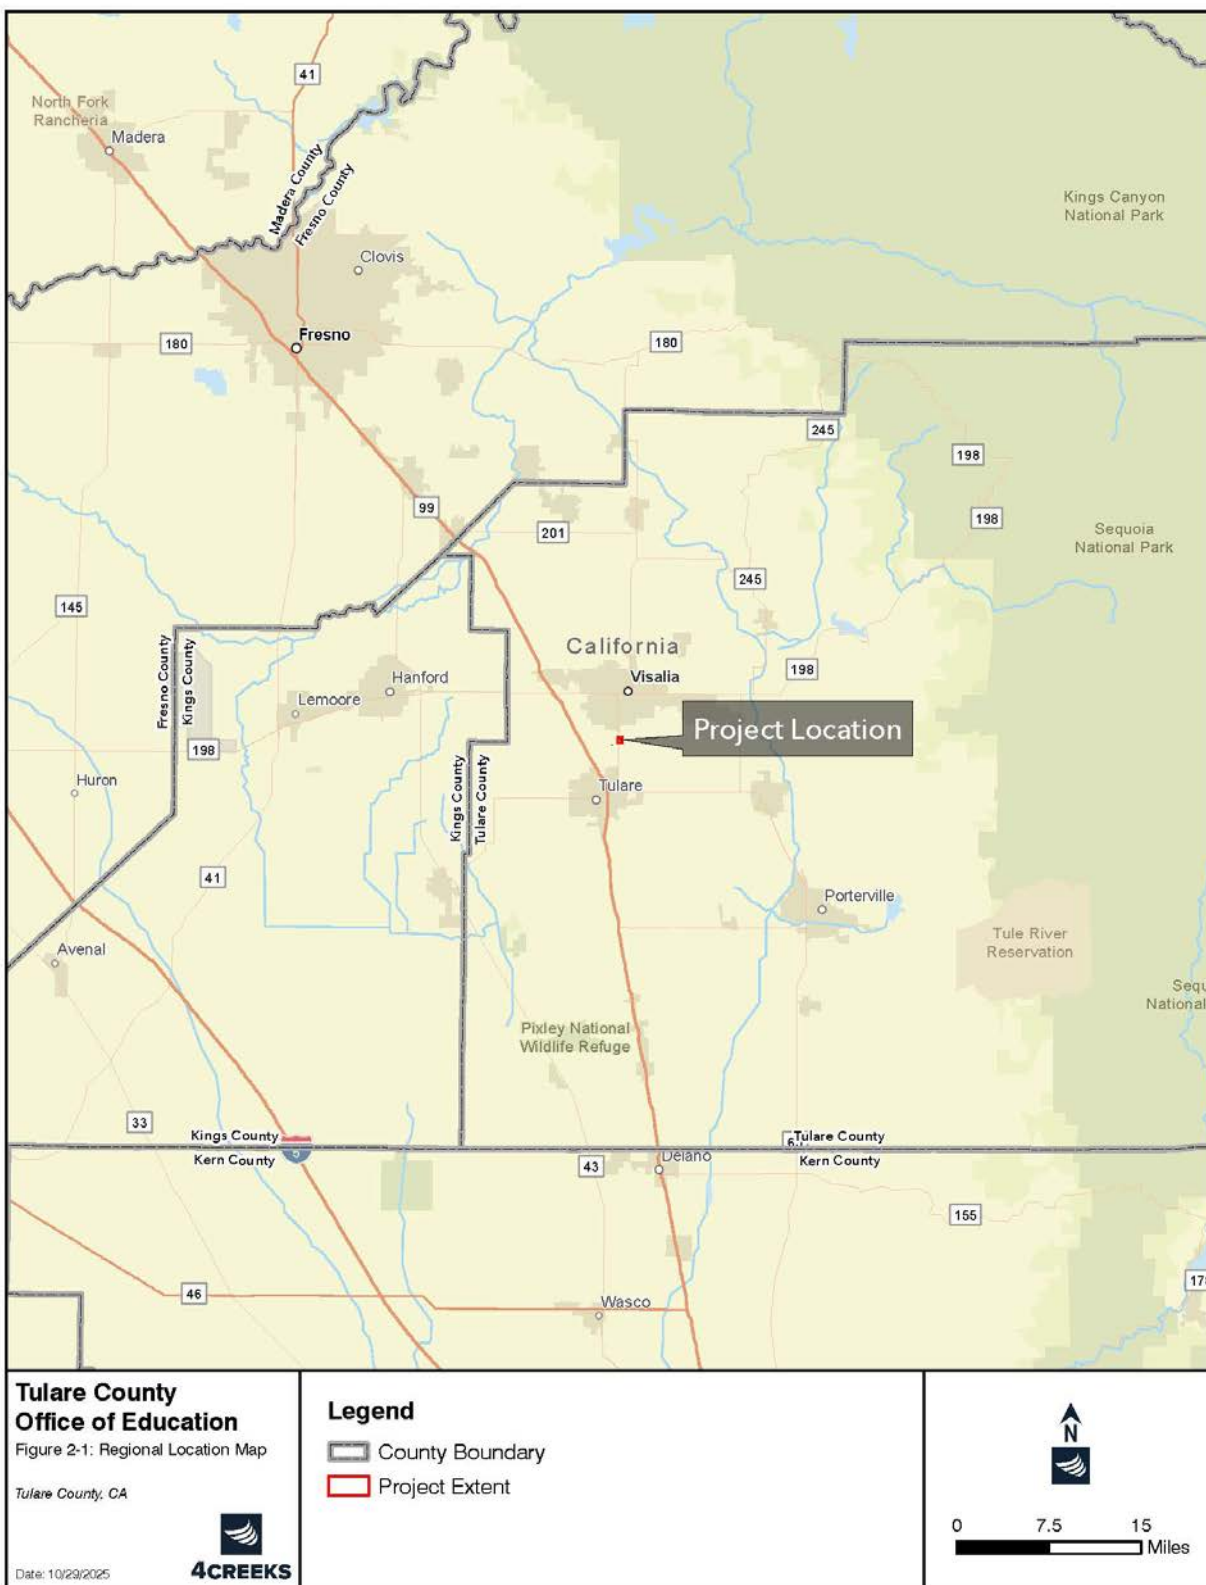 41
North Fork
Rancheria
Madera
Madera County
Fresno County
Kings Canyon
National Park
Clovis
Fresno
180
180
245
198
99
198
201
Sequoia
National Park
245
145
California
Fresno County
Kings County
Hanford
Visalia
198
Lemoore
Project Location
198
Huron
Kings County
Tulare County
Tulare
41
Porterville
Tule River
Reservation
Avenal
Sequ
National
Pixley National
Wildlife Refuge
33
Kings County
Kern County
5
Tulare County
Kern County
43
Delano
155
46
Wasco
Tulare County
Office of Education
Figure 2-1: Regional Location Map
Tulare County, CA
Date: 10/29/2025
4CREEKS
Legend
County Boundary
Project Extent
N
0 7.5 15
Miles